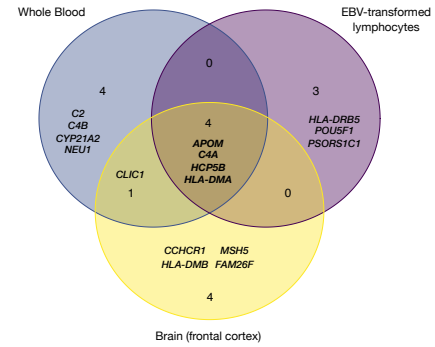 Whole Blood
EBV-transformed
lymphocytes
0
4
3
C2
C4B
CYP21A2
NEU1
HLA-DRB5
POU5F1
PSORS1C1
4
APOM
C4A
HCP5B
HLA-DMA
CLIC1
1
0
CCHCR1 MSH5
HLA-DMB FAM26F
4
Brain (frontal cortex)